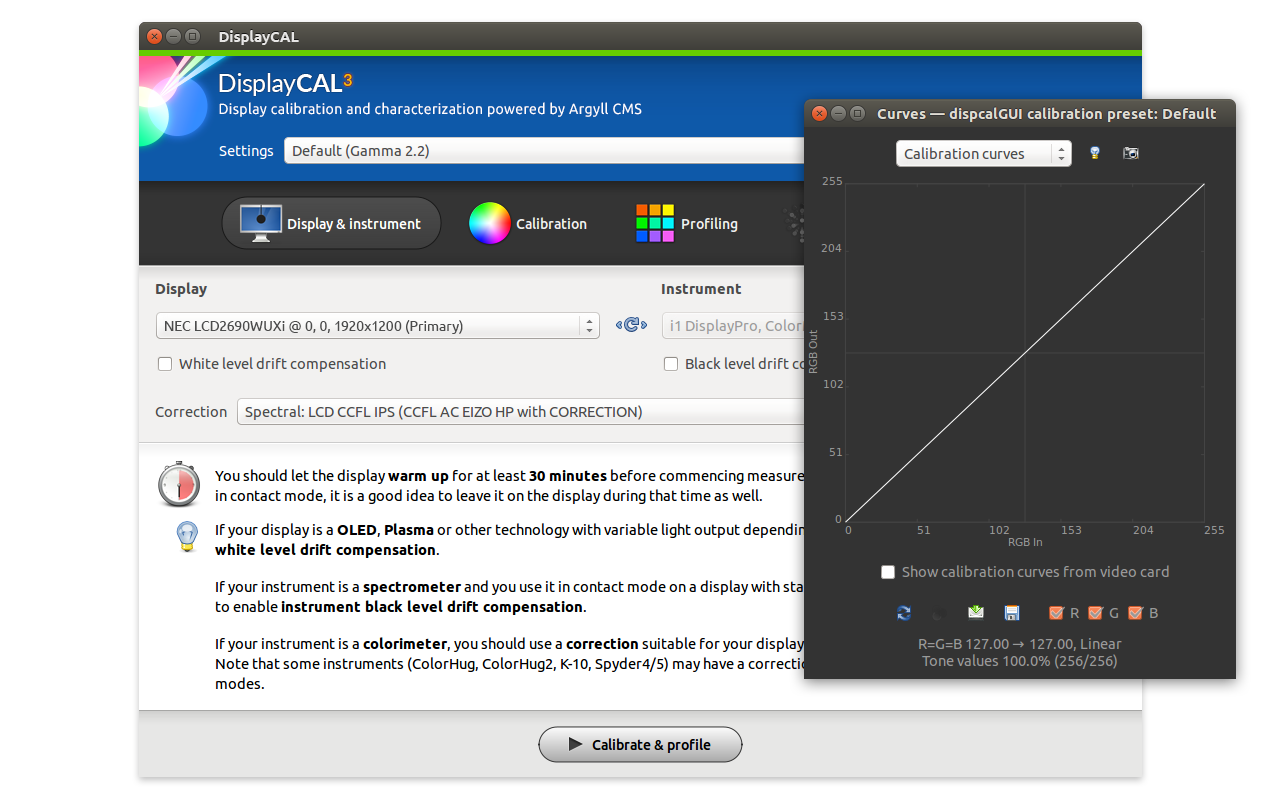 DisplayCAL
DisplayCAL3
Display calibration and characterization powered by Argyll CMS
Settings Default (Gamma 2.2)
Display & instrument Calibration Profiling
Display Instrument
NEC LCD2690WUXi @ 0, 0, 1920x1200 (Primary) i1 DisplayPro, Color
White level drift compensation Black level drift co
Correction Spectral: LCD CCFL IPS (CCFL AC EIZO HP with CORRECTION)
You should let the display warm up for at least 30 minutes before commencing measure
in contact mode, it is a good idea to leave it on the display during that time as well.
If your display is a OLED, Plasma or other technology with variable light output dependin
white level drift compensation.
If your instrument is a spectrometer and you use it in contact mode on a display with sta
to enable instrument black level drift compensation.
If your instrument is a colorimeter, you should use a correction suitable for your display
Note that some instruments (ColorHug, ColorHug2, K-10, Spyder4/5) may have a correctio
modes.
Calibrate & profile
Curves — dispcalGUI calibration preset: Default
Calibration curves
255
204
153
RGB Out
102
51
0
0 51 102 153 204 255
RGB In
Show calibration curves from video card
R G B
R=G=B 127.00 → 127.00, Linear
Tone values 100.0% (256/256)